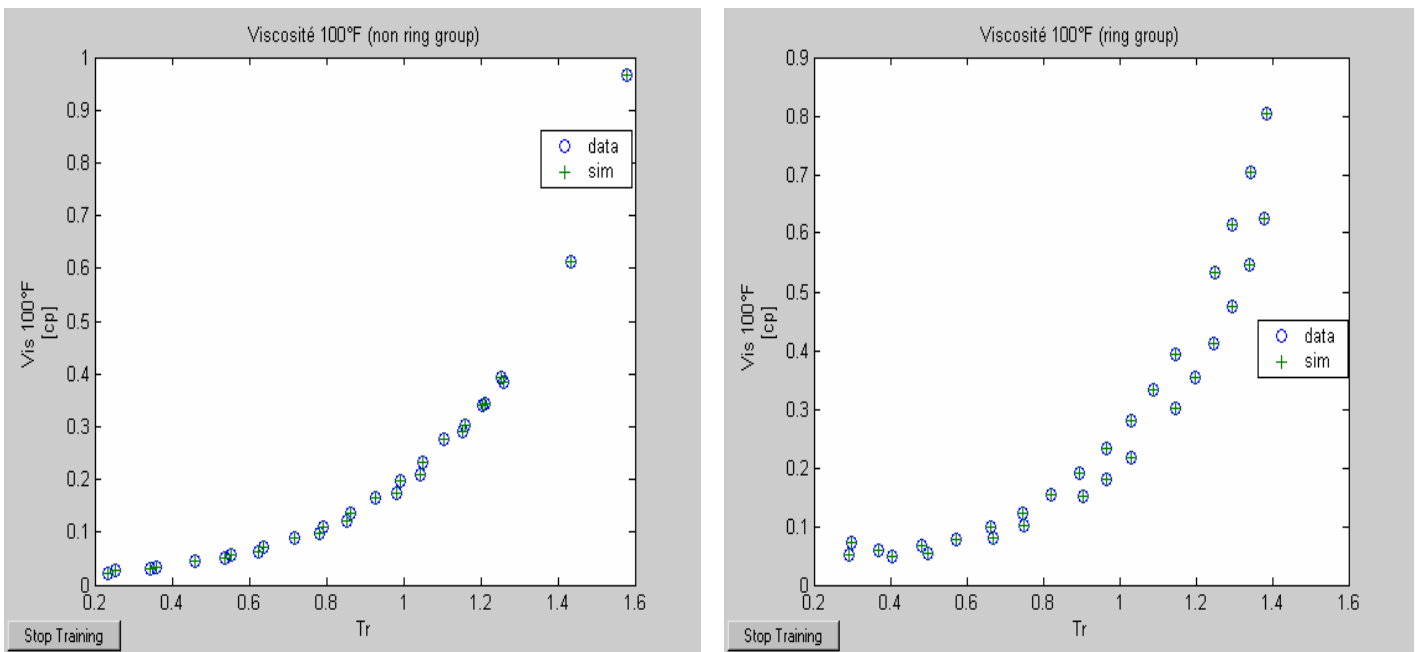 Viscosité 100°F (non ring group)
1
0.9
0.8
0.7
0.6
0.5
0.4
0.3
0.2
0.1
0
Vis 100°F
[cp]
data
sim
0.2 0.4 0.6 0.8 1 1.2 1.4 1.6
Tr
Stop Training
Viscosité 100°F (ring group)
0.9
0.8
0.7
0.6
0.5
0.4
0.3
0.2
0.1
0
Vis 100°F
[cp]
data
sim
0.2 0.4 0.6 0.8 1 1.2 1.4 1.6
Tr
Stop Training